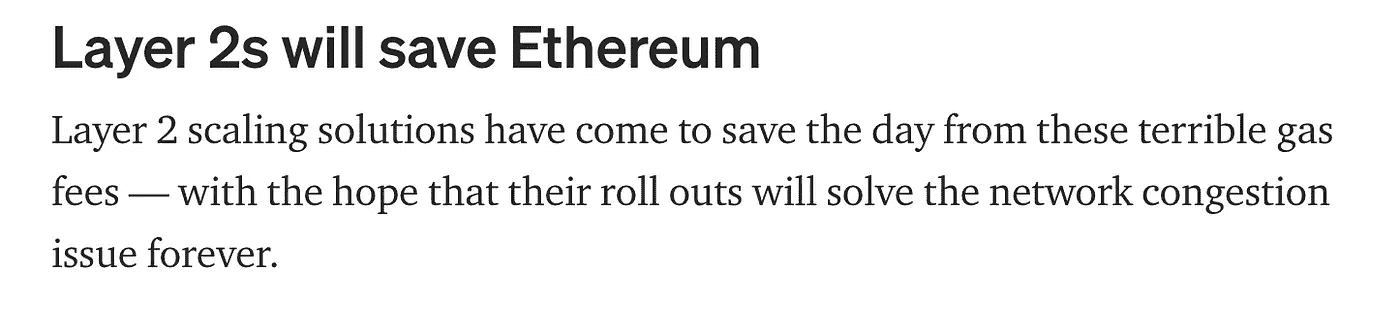 Layer 2s will save Ethereum
Layer 2 scaling solutions have come to save the day from these terrible gas
fees — with the hope that their roll outs will solve the network congestion
issue forever.